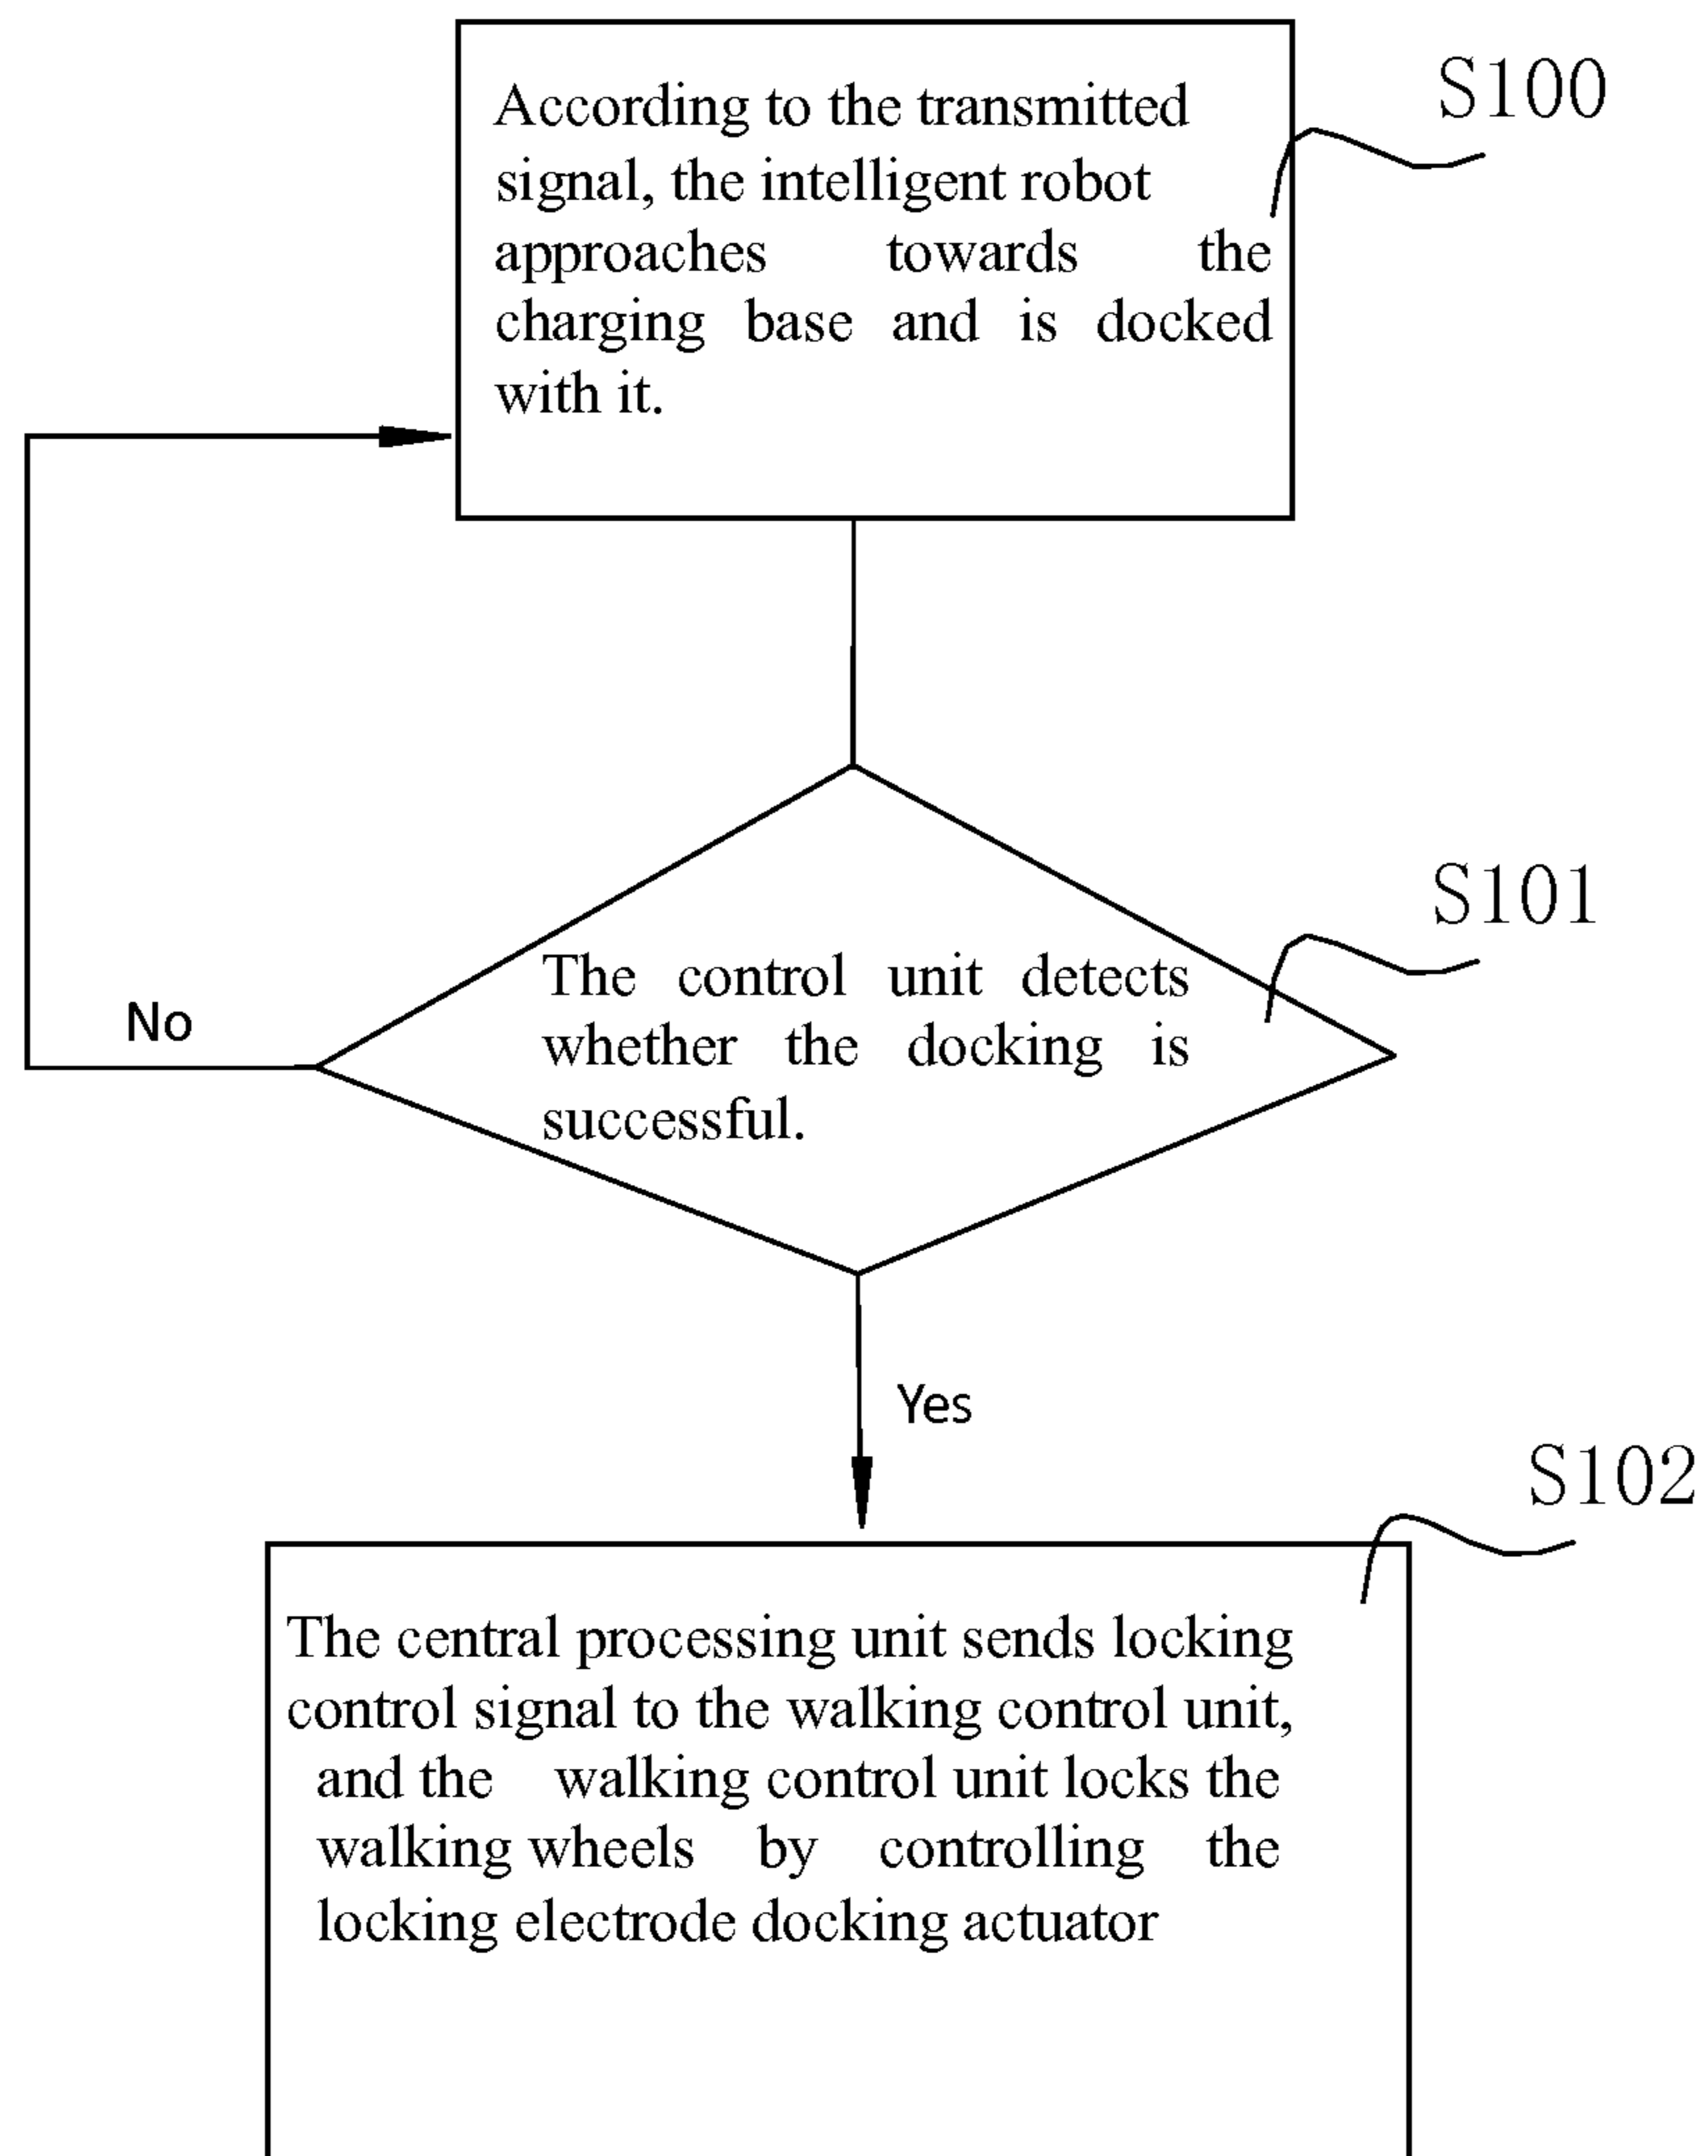 S100
According to the transmitted
signal, the intelligent robot
approaches towards the
charging base and is docked
with it.
S101
The control unit detects
whether the docking is
successful.
No
Yes
S102
The central processing unit sends locking
control signal to the walking control unit,
and the walking control unit locks the
walking wheels by controlling the
locking electrode docking actuator